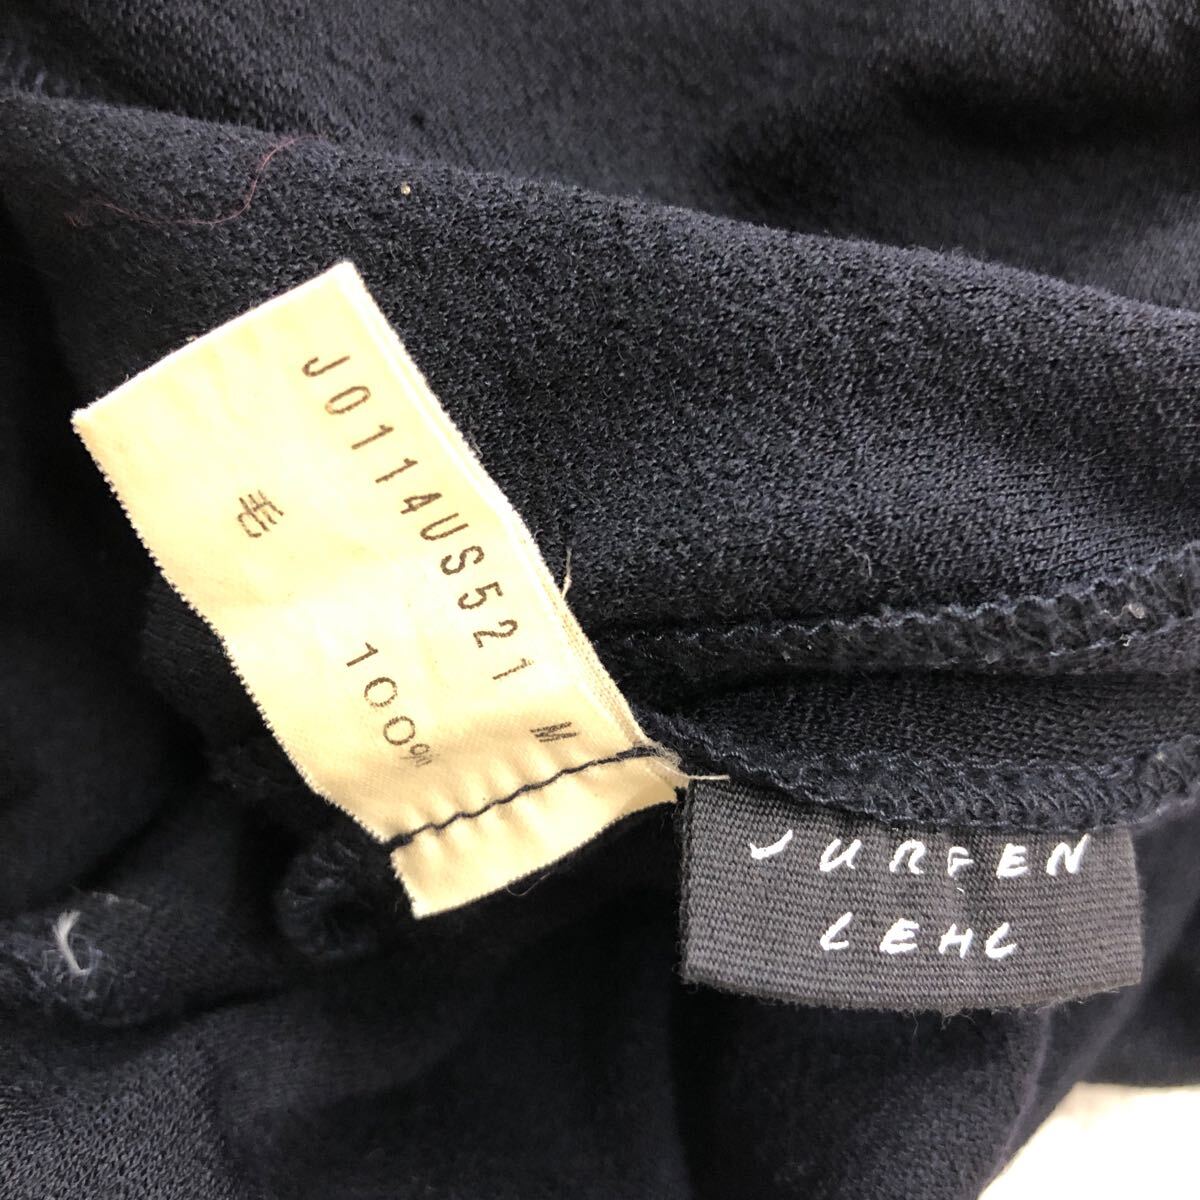 J0114US521 M
毛 100%
JURGEN
LEHL